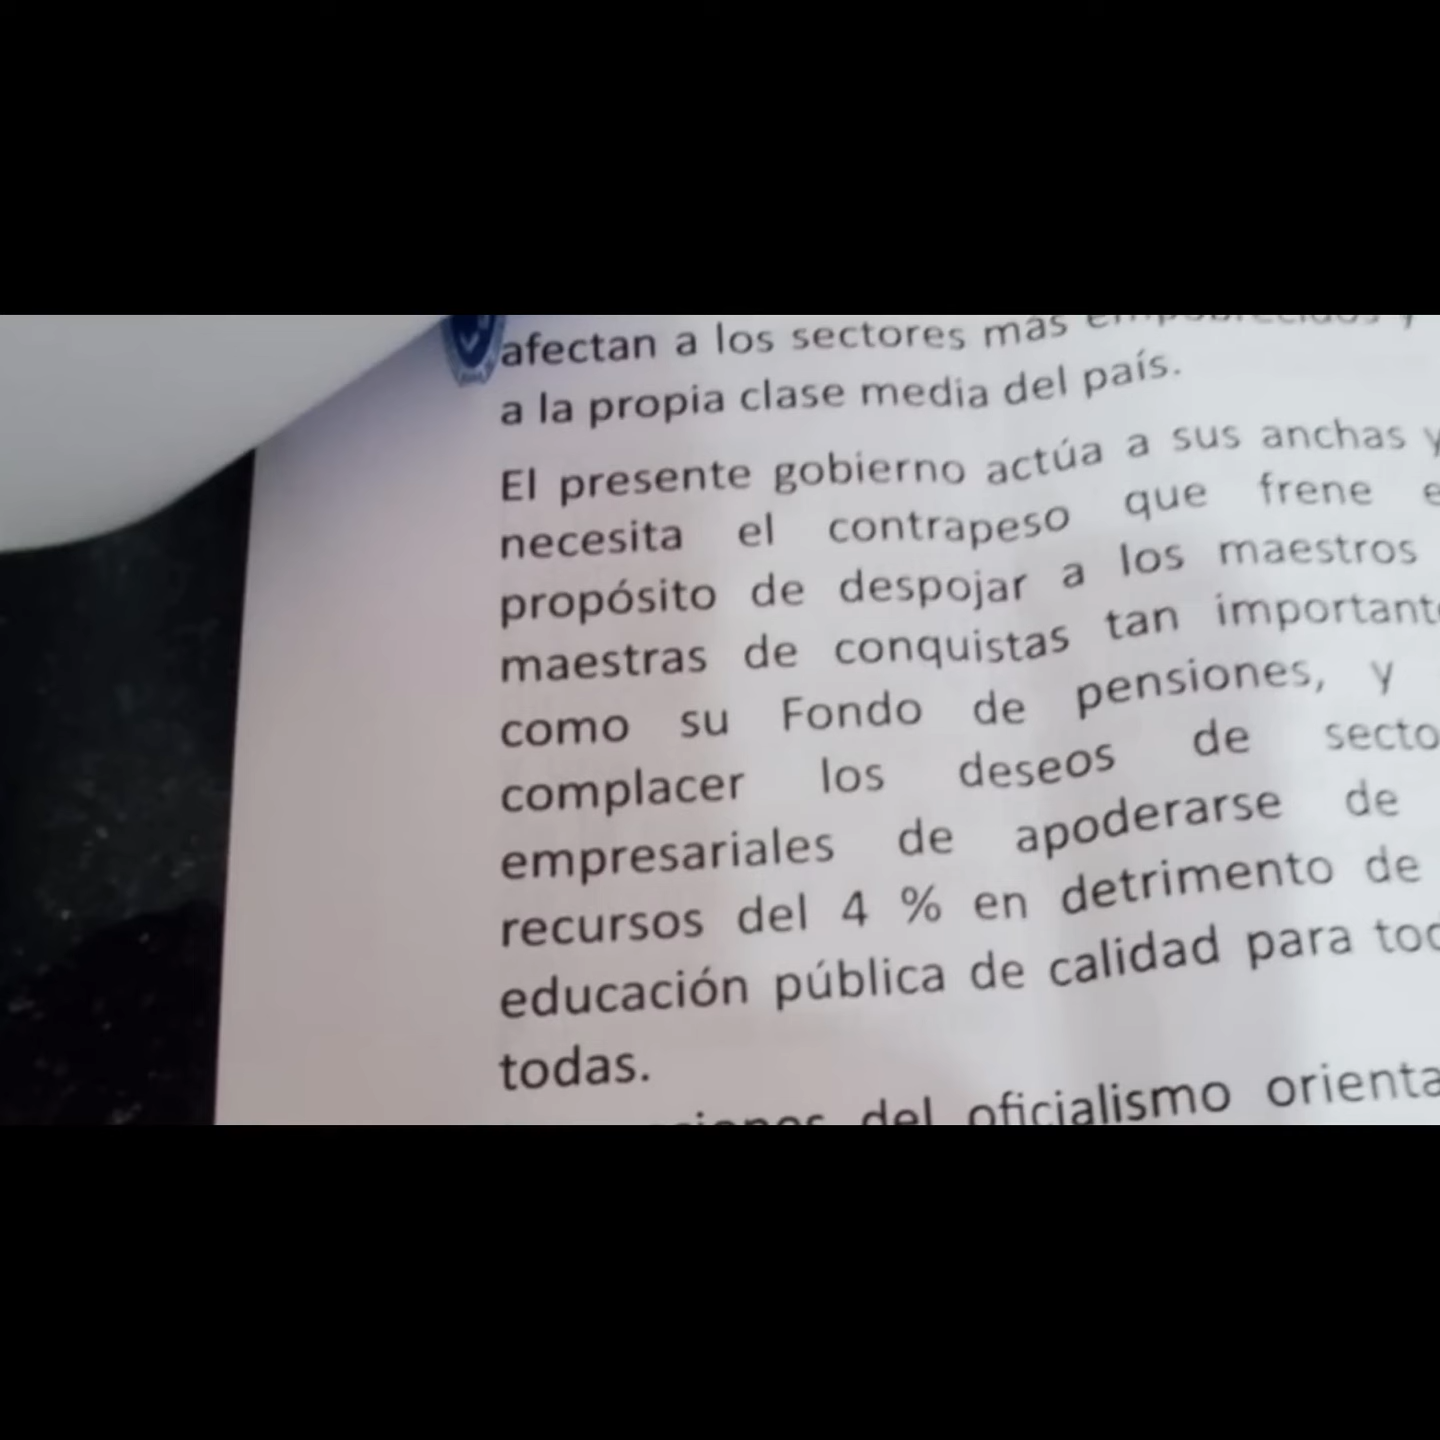 afectan a los sectores más
a la propia clase media del país.
El presente gobierno actúa a sus anchas y
necesita el contrapeso que frene
propósito de despojar a los maestros
maestras de conquistas tan
como su Fondo de pensiones, y
complacer los deseos de
empresariales de apoderarse de
recursos del 4 % en detrimento de
educación pública de calidad para
todas.
del oficialismo